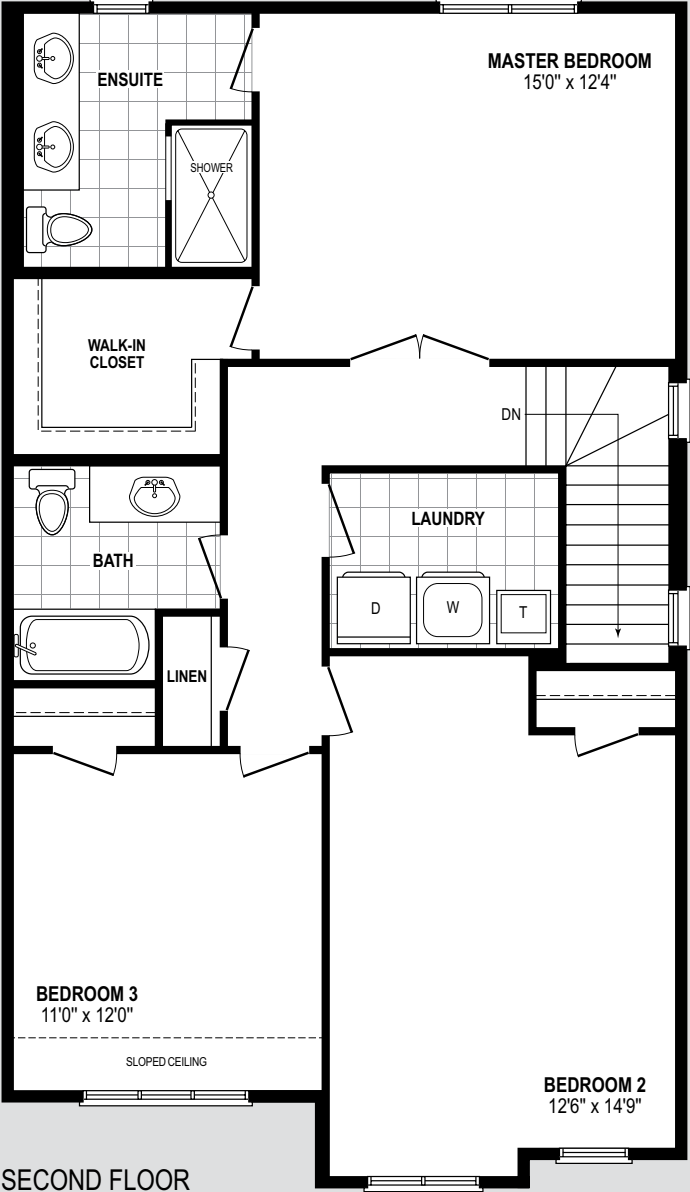 MASTER BEDROOM
15'0" x 12'4"
ENSUITE
SHOWER
WALK-IN
CLOSET
DN
LAUNDRY
BATH
D
W
T
LINEN
BEDROOM 3
11'0" x 12'0"
SLOPED CEILING
BEDROOM 2
12'6" x 14'9"
SECOND FLOOR